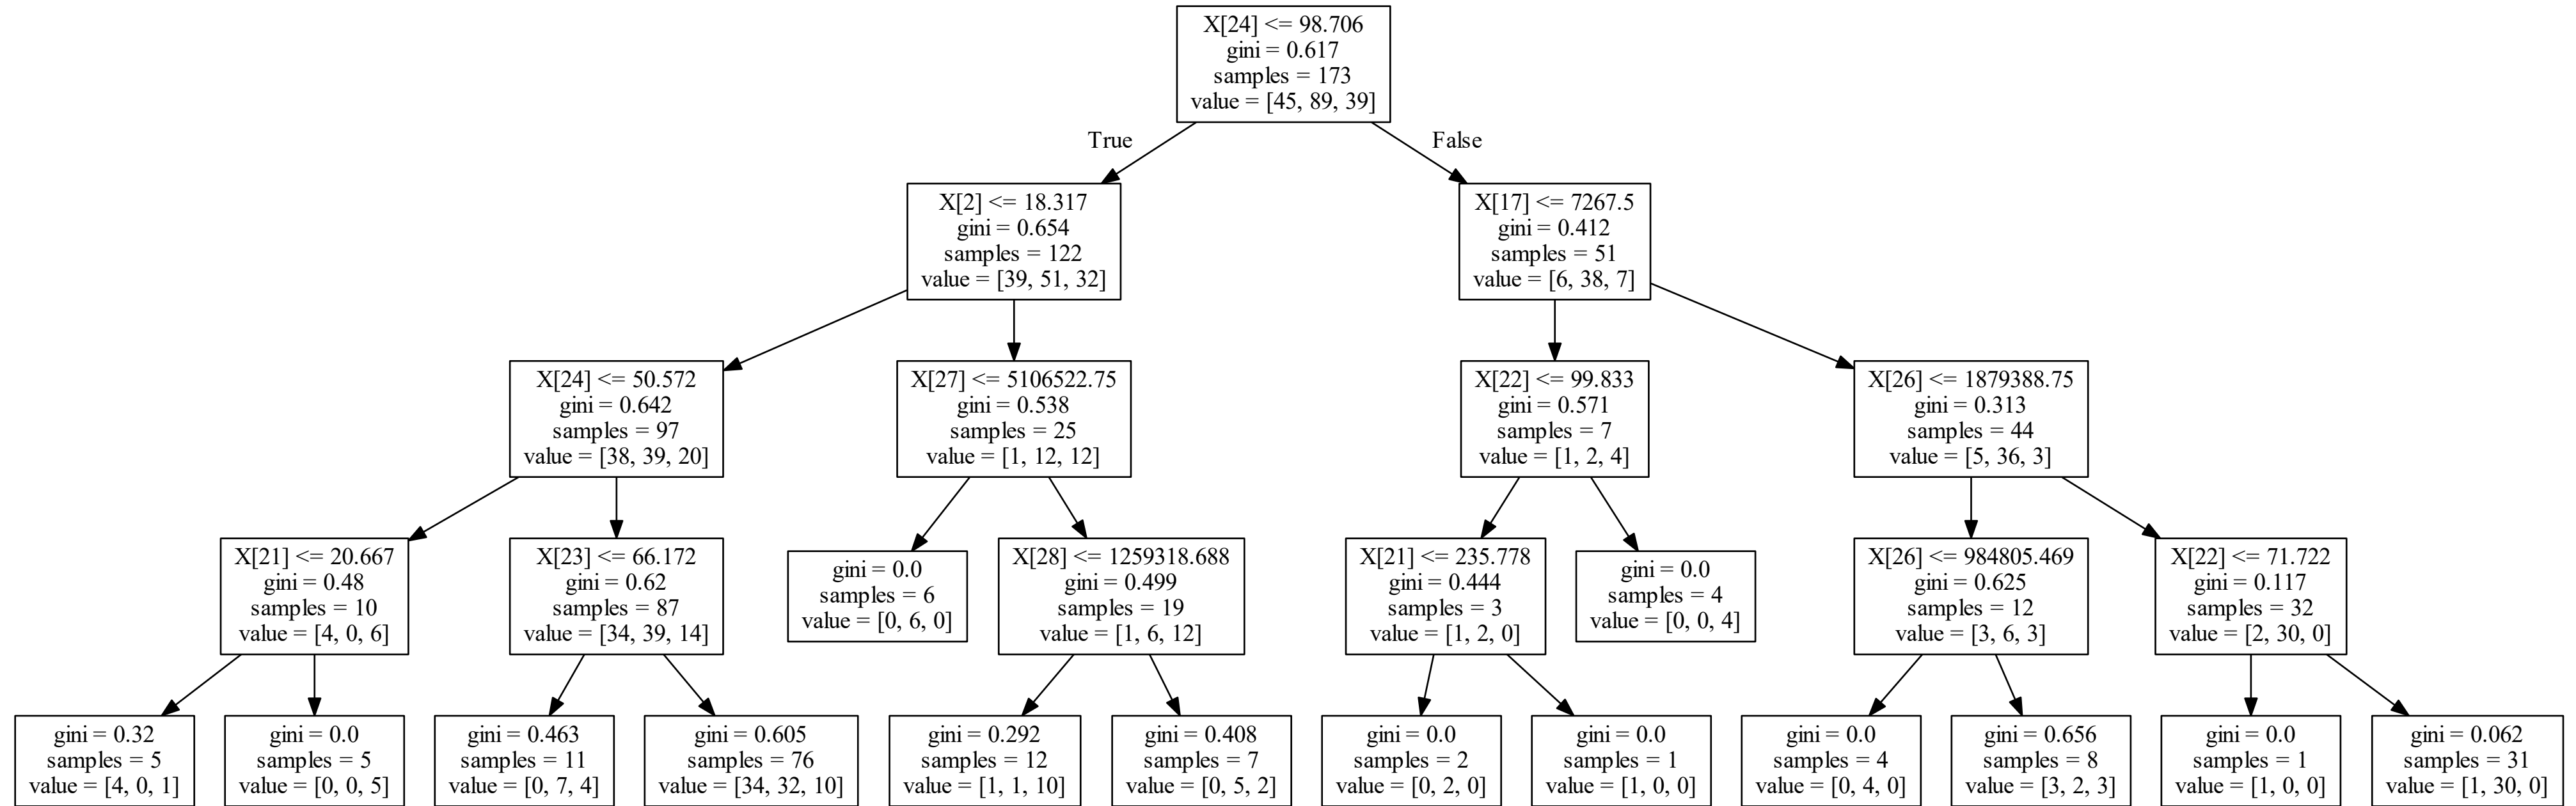 X[24] <= 98.706
gini = 0.617
samples = 173
value = [45, 89, 39]
True
False
X[2] <= 18.317
gini = 0.654
samples = 122
value = [39, 51, 32]
X[17] <= 7267.5
gini = 0.412
samples = 51
value = [6, 38, 7]
X[24] <= 50.572
gini = 0.642
samples = 97
value = [38, 39, 20]
X[27] <= 5106522.75
gini = 0.538
samples = 25
value = [1, 12, 12]
X[22] <= 99.833
gini = 0.571
samples = 7
value = [1, 2, 4]
X[26] <= 1879388.75
gini = 0.313
samples = 44
value = [5, 36, 3]
X[21] <= 20.667
gini = 0.48
samples = 10
value = [4, 0, 6]
X[23] <= 66.172
gini = 0.62
samples = 87
value = [34, 39, 14]
gini = 0.0
samples = 6
value = [0, 6, 0]
X[28] <= 1259318.688
gini = 0.499
samples = 19
value = [1, 6, 12]
X[21] <= 235.778
gini = 0.444
samples = 3
value = [1, 2, 0]
gini = 0.0
samples = 4
value = [0, 0, 4]
X[26] <= 984805.469
gini = 0.625
samples = 12
value = [3, 6, 3]
X[22] <= 71.722
gini = 0.117
samples = 32
value = [2, 30, 0]
gini = 0.32
samples = 5
value = [4, 0, 1]
gini = 0.0
samples = 5
value = [0, 0, 5]
gini = 0.463
samples = 11
value = [0, 7, 4]
gini = 0.605
samples = 76
value = [34, 32, 10]
gini = 0.292
samples = 12
value = [1, 1, 10]
gini = 0.408
samples = 7
value = [0, 5, 2]
gini = 0.0
samples = 2
value = [0, 2, 0]
gini = 0.0
samples = 1
value = [1, 0, 0]
gini = 0.0
samples = 4
value = [0, 4, 0]
gini = 0.656
samples = 8
value = [3, 2, 3]
gini = 0.0
samples = 1
value = [1, 0, 0]
gini = 0.062
samples = 31
value = [1, 30, 0]